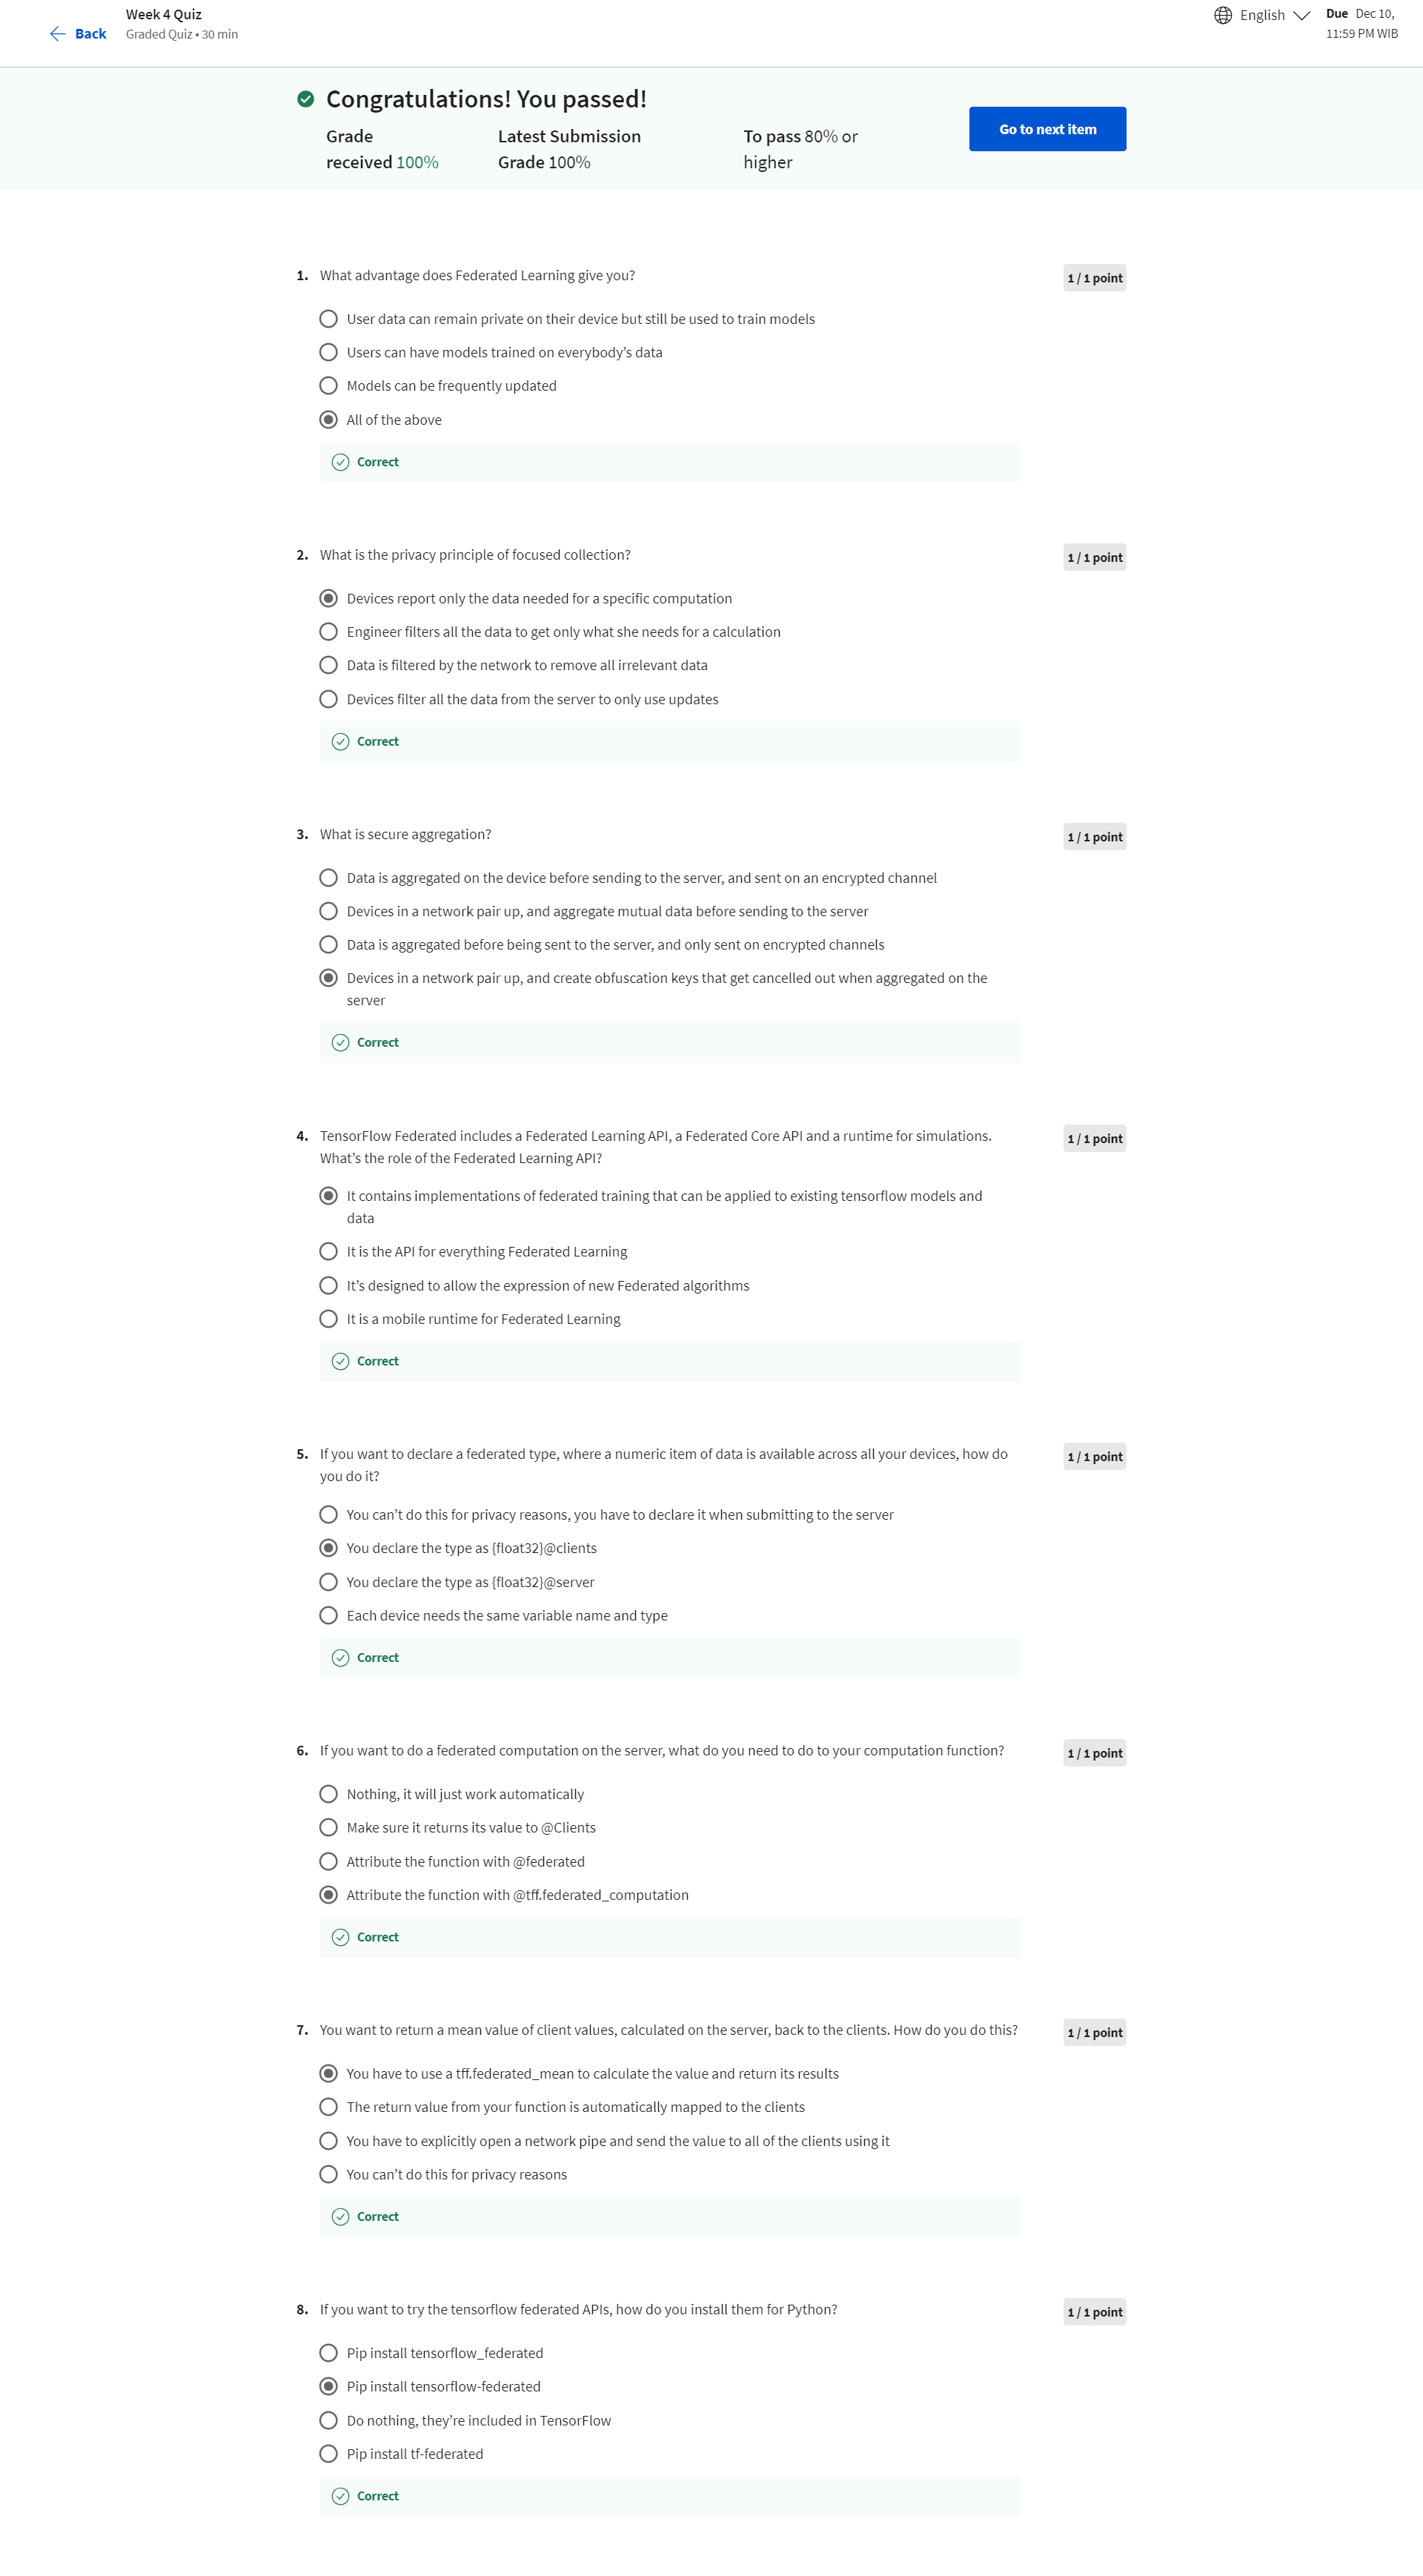 Back
Week 4 Quiz
Graded Quiz • 30 min
English
Due Dec 10,
11:59 PM WIB
Congratulations! You passed!
Grade
received 100%
Latest Submission
Grade 100%
To pass 80% or
higher
Go to next item
1. What advantage does Federated Learning give you?
1 / 1 point
User data can remain private on their device but still be used to train models
Users can have models trained on everybody’s data
Models can be frequently updated
All of the above
Correct
2. What is the privacy principle of focused collection?
1 / 1 point
Devices report only the data needed for a specific computation
Engineer filters all the data to get only what she needs for a calculation
Data is filtered by the network to remove all irrelevant data
Devices filter all the data from the server to only use updates
Correct
3. What is secure aggregation?
1 / 1 point
Data is aggregated on the device before sending to the server, and sent on an encrypted channel
Devices in a network pair up, and aggregate mutual data before sending to the server
Data is aggregated before being sent to the server, and only sent on encrypted channels
Devices in a network pair up, and create obfuscation keys that get cancelled out when aggregated on the
server
Correct
4. TensorFlow Federated includes a Federated Learning API, a Federated Core API and a runtime for simulations.
What’s the role of the Federated Learning API?
1 / 1 point
It contains implementations of federated training that can be applied to existing tensorflow models and
data
It is the API for everything Federated Learning
It’s designed to allow the expression of new Federated algorithms
It is a mobile runtime for Federated Learning
Correct
5. If you want to declare a federated type, where a numeric item of data is available across all your devices, how do
you do it?
1 / 1 point
You can’t do this for privacy reasons, you have to declare it when submitting to the server
You declare the type as {float32}@clients
You declare the type as {float32}@server
Each device needs the same variable name and type
Correct
6. If you want to do a federated computation on the server, what do you need to do to your computation function?
1 / 1 point
Nothing, it will just work automatically
Make sure it returns its value to @Clients
Attribute the function with @federated
Attribute the function with @tff.federated_computation
Correct
7. You want to return a mean value of client values, calculated on the server, back to the clients. How do you do this?
1 / 1 point
You have to use a tff.federated_mean to calculate the value and return its results
The return value from your function is automatically mapped to the clients
You have to explicitly open a network pipe and send the value to all of the clients using it
You can’t do this for privacy reasons
Correct
8. If you want to try the tensorflow federated APIs, how do you install them for Python?
1 / 1 point
Pip install tensorflow_federated
Pip install tensorflow-federated
Do nothing, they’re included in TensorFlow
Pip install tf-federated
Correct